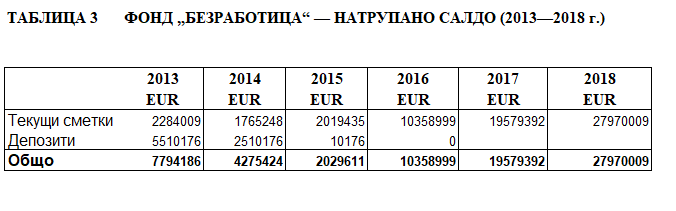 ТАБЛИЦА 3 ФОНД „БЕЗРАБОТИЦА“ — НАТРУПАНО САЛДО (2013—2018 г.)
2013 2014 2015 2016 2017 2018
EUR EUR EUR EUR EUR EUR
Текущи сметки 2284009 1765248 2019435 10358999 19579392 27970009
Депозити 5510176 2510176 10176 0
Общо 7794186 4275424 2029611 10358999 19579392 27970009